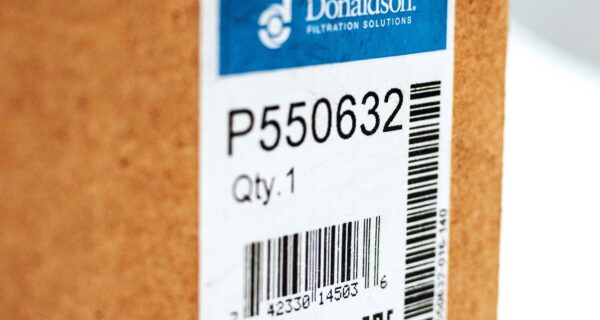 Donaldson.
FILTRATION SOLUTIONS
P550632
Qty.1
42330 14503 6